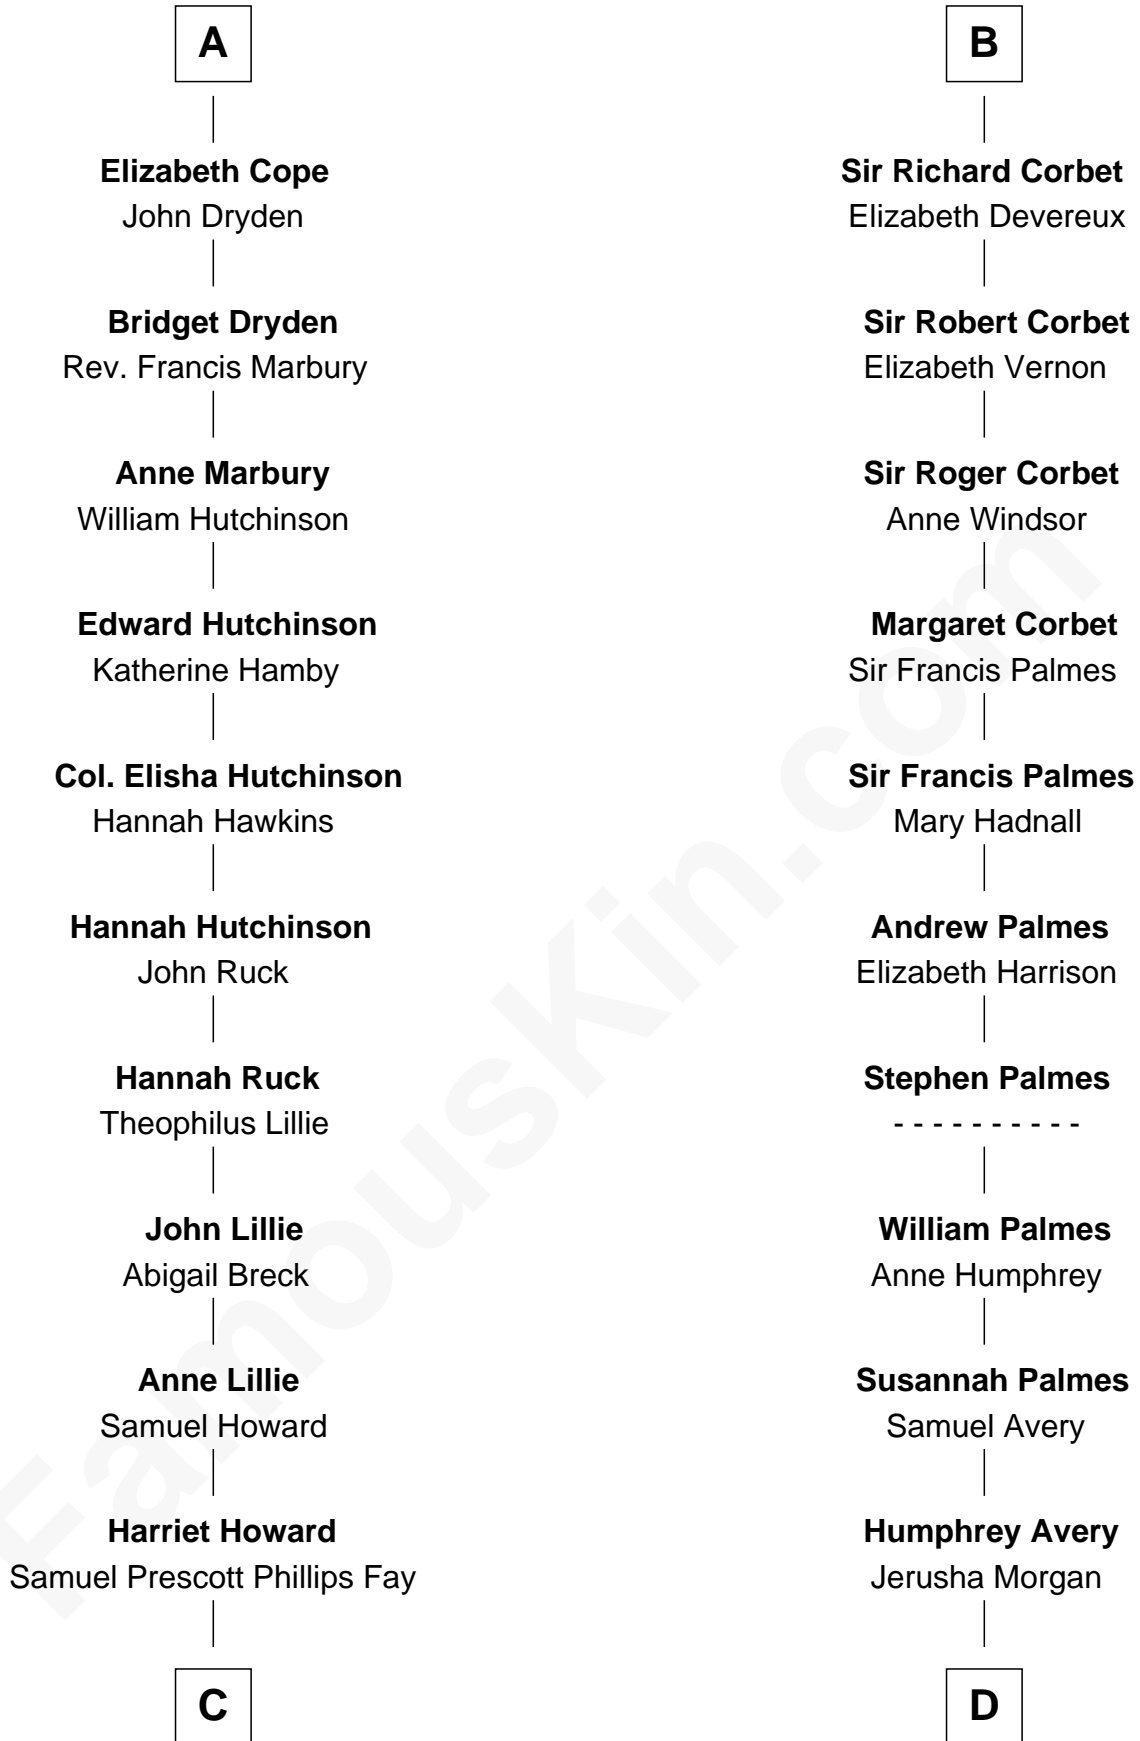 A
Elizabeth Cope
John Dryden
Bridget Dryden
Rev. Francis Marbury
Anne Marbury
William Hutchinson
Edward Hutchinson
Katherine Hamby
Col. Elisha Hutchinson
Hannah Hawkins
Hannah Hutchinson
John Ruck
Hannah Ruck
Theophilus Lillie
John Lillie
Abigail Breck
Anne Lillie
Samuel Howard
Harriet Howard
Samuel Prescott Phillips Fay
C
B
Sir Richard Corbet
Elizabeth Devereux
Sir Robert Corbet
Elizabeth Vernon
Sir Roger Corbet
Anne Windsor
Margaret Corbet
Sir Francis Palmes
Sir Francis Palmes
Mary Hadnall
Andrew Palmes
Elizabeth Harrison
Stephen Palmes
- - - - - - - - - -
William Palmes
Anne Humphrey
Susannah Palmes
Samuel Avery
Humphrey Avery
Jerusha Morgan
D
FamousKin.com